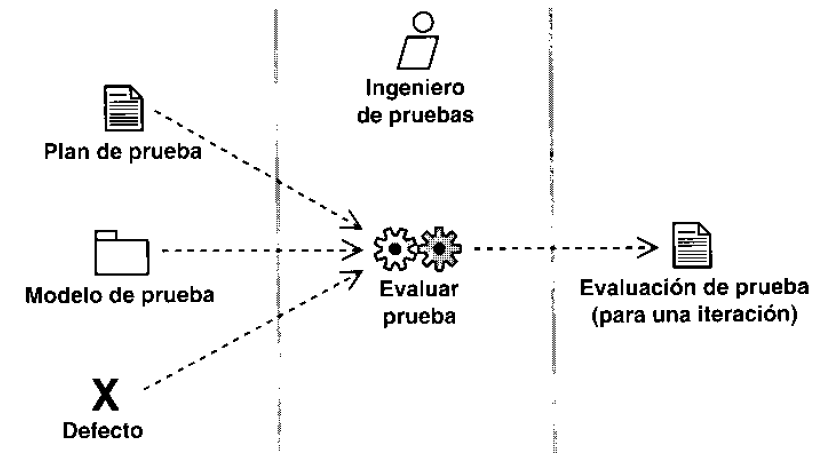 Ingeniero
de pruebas
Plan de prueba
Modelo de prueba
Evaluar
prueba
Evaluación de prueba
(para una iteración)
X
Defecto